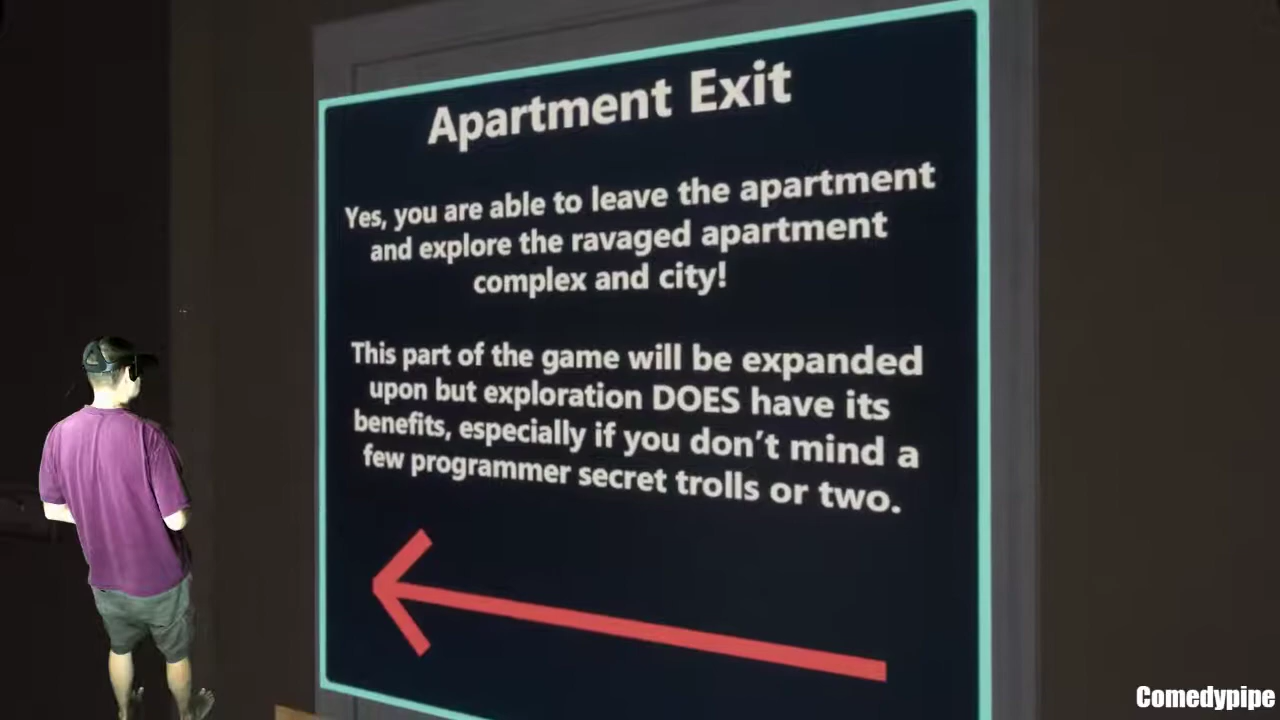 Apartment Exit
Yes, you are able to leave the apartment
and explore the ravaged apartment
complex and city!
This part of the game will be expanded
upon but exploration DOES have its
benefits, especially if you don't mind a
few programmer secret trolls or two.
Comedypipe